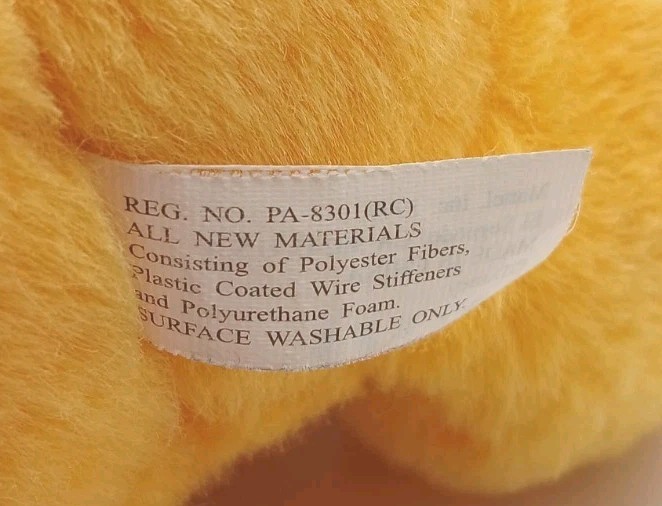 REG. NO. PA-8301(RC)
ALL NEW MATERIALS
Consisting of Polyester Fibers,
Plastic Coated Wire Stiffeners
and Polyurethane Foam.
SURFACE WASHABLE ONLY.